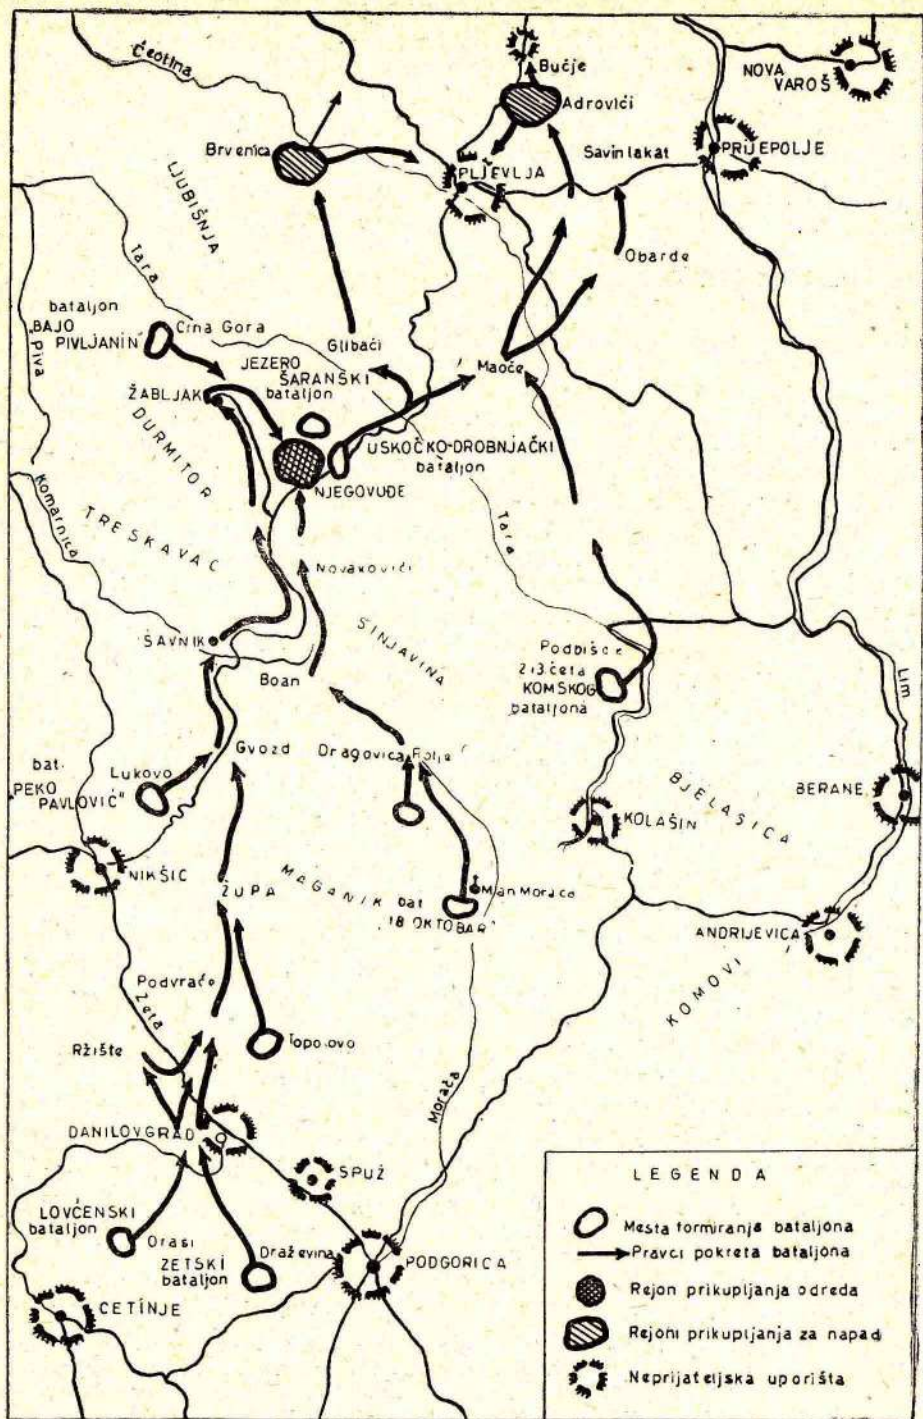 Ćeotina
Bučje
NOVA
VAROŠ
Adrovići
Brvenica
Savin lakat
PRIJEPOLJE
PLJEVLJA
LJUBIŠNJA
Obarde
Tara
bataljon
"BAJO
PIVLJANIN"
Crna Gora
Piva
Glibaći
JEZERO
ŠARANSKI
bataljon
Maoče
ŽABLJAK
DURMITOR
USKOČKO-DROBNJAČKI
bataljon
NJEGOVUĐE
Komarnica
TRESKAVAC
Tara
Novakovići
SINJAVINA
ŠAVNIK
Podbišće
2 i 3. četa
KOMSKOG
bataljona
Boan
Lim
Gvozd
Dragovica Polje
bat.
"PEKO
PAVLOVIĆ"
Lukovo
BJELASICA
BERANE
KOLAŠIN
NIKŠIĆ
ŽUPA
MAGANIK
bat
"18 OKTOBAR"
Man Morača
ANDRIJEVICA
KOMOVI
Podvraće
Zeta
Ržište
Topolovo
Morača
DANILOVGRAD
SPUŽ
LOVĆENSKI
bataljon
Orasi
ZETSKI
bataljon
Draževina
PODGORICA
CETINJE
LEGENDA
Mesta formiranja bataljona
Pravci pokreta bataljona
Rejon prikupljanja odreda
Rejoni prikupljanja za napad
Neprijateljska uporišta